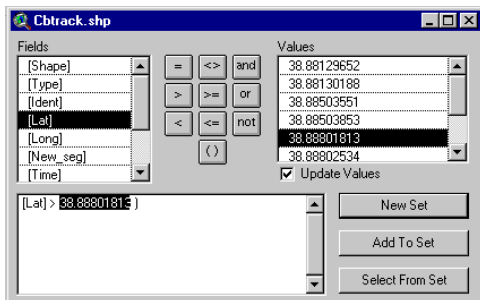 Cbtrack.shp
Fields
Values
[Shape]
[Type]
[Ident]
[Lat]
[Long]
[New_seg]
[Time]
= <> and
> >= or
< <= not
()
38.88129652
38.88130188
38.88503551
38.88503853
38.88801813
38.88802534
Update Values
[Lat] > 38.88801813 )
New Set
Add To Set
Select From Set